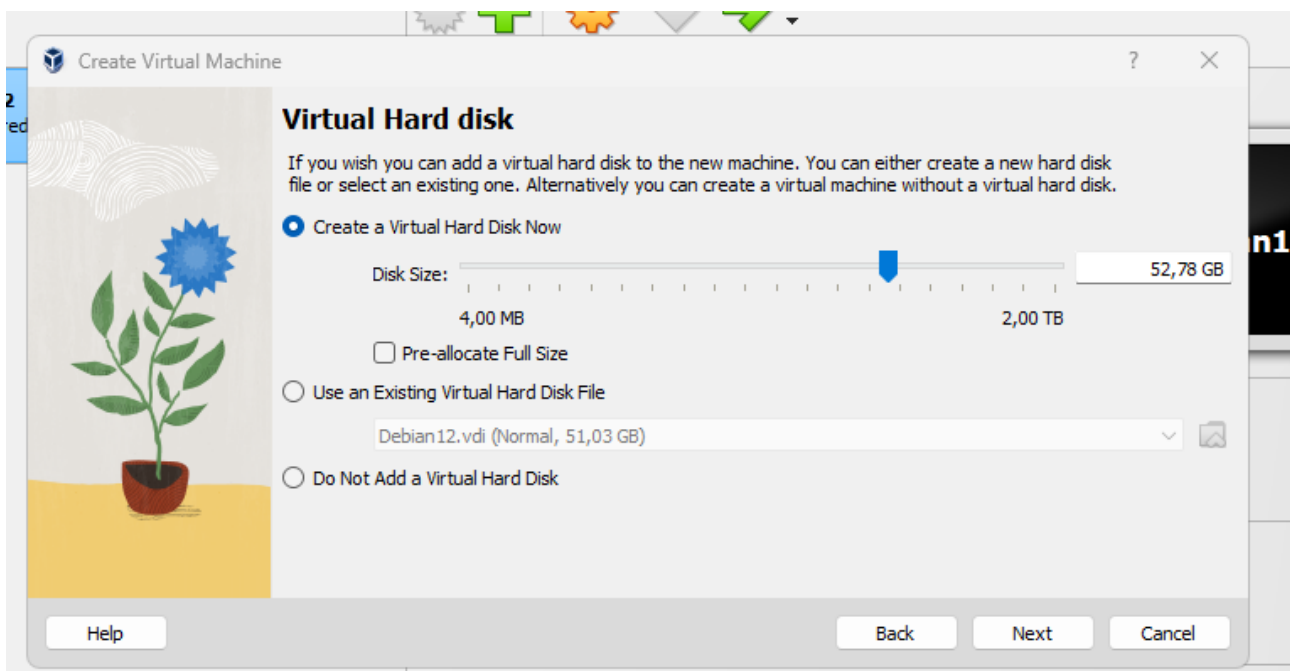 Create Virtual Machine
?
2
red
Virtual Hard disk
If you wish you can add a virtual hard disk to the new machine. You can either create a new hard disk
file or select an existing one. Alternatively you can create a virtual machine without a virtual hard disk.
Create a Virtual Hard Disk Now
n1
Disk Size:
52,78 GB
4,00 MB
2,00 TB
Pre-allocate Full Size
Use an Existing Virtual Hard Disk File
Debian12.vdi (Normal, 51,03 GB)
Do Not Add a Virtual Hard Disk
Help
Back
Next
Cancel